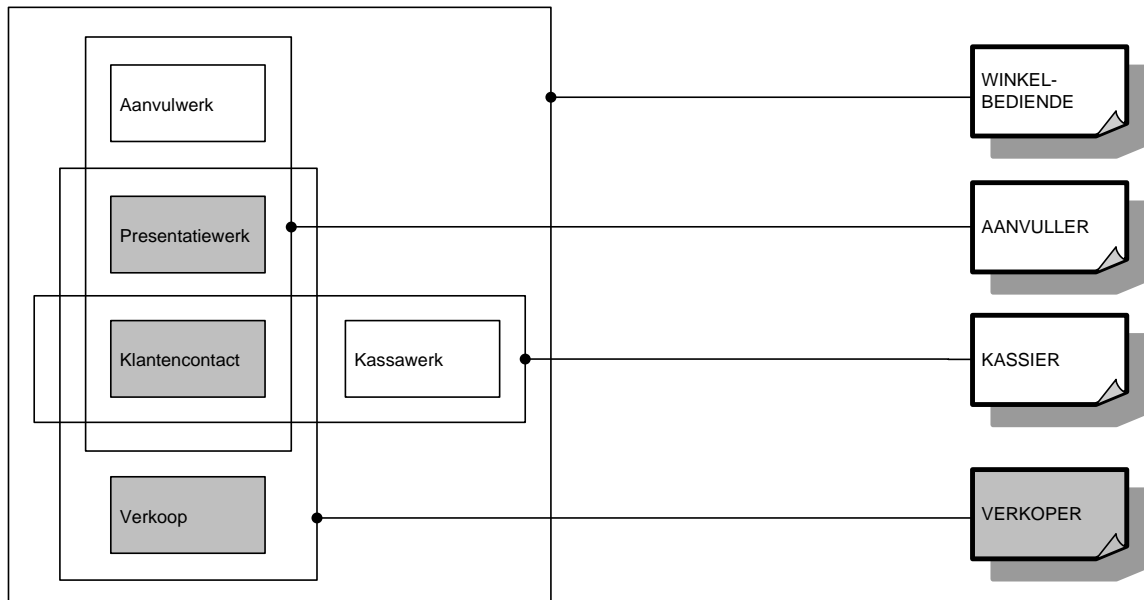 Aanvulwerk
Presentatiewerk
Klantencontact
Kassawerk
Verkoop
WINKEL-
BEDIENDE
AANVULLER
KASSIER
VERKOPER